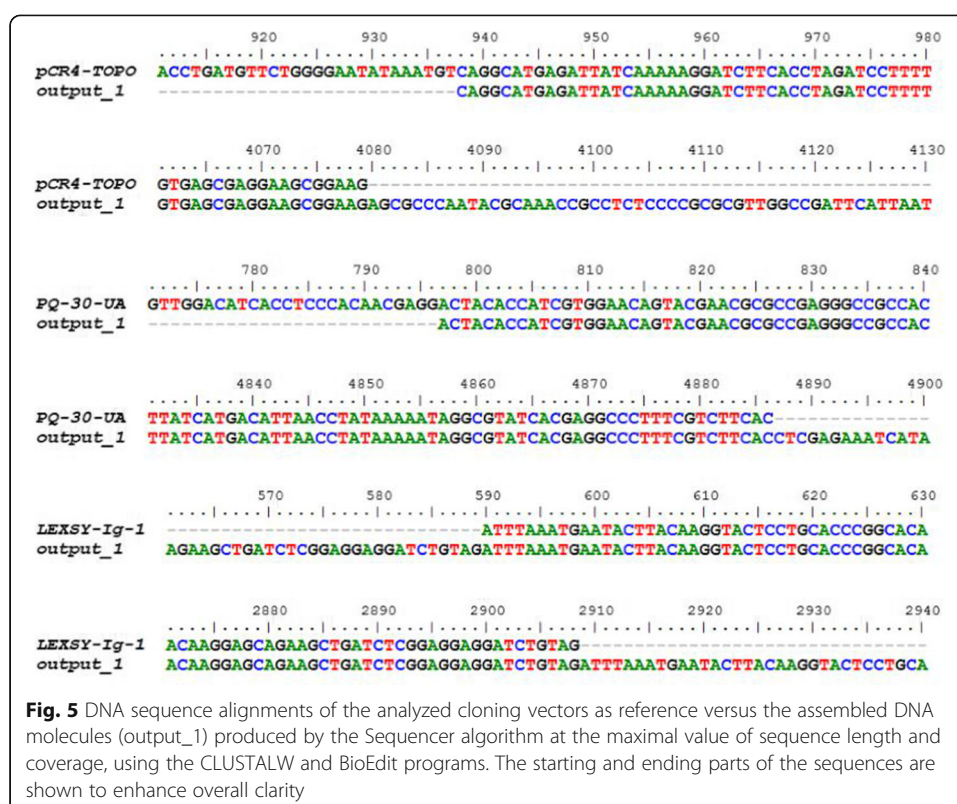 920 930 940 950 960 970 980
....|....|....|....|....|....|....|....|....|....|....|....|....|....|
pCR4-TOPO ACCTGATGTTCTGGGGAATATAAATGTCAGGCATGAGATTATCAAAAAGGATCTTCACCTAGATCCTTTT
output_1 ---------------------------CAGGCATGAGATTATCAAAAAGGATCTTCACCTAGATCCTTTT
4070 4080 4090 4100 4110 4120 4130
....|....|....|....|....|....|....|....|....|....|....|....|....|....|
pCR4-TOPO GTGAGCGAGGAAGCGGAAG---------------------------------------------------
output_1 GTGAGCGAGGAAGCGGAAGAGCGCCCAATACGCAAACCGCCTCTCCCCGCGCGTTGGCCGATTCATTAAT
780 790 800 810 820 830 840
....|....|....|....|....|....|....|....|....|....|....|....|....|....|
PQ-30-UA GTTGGACATCACCTCCCACAACGAGGACTACACCATCGTGGAACAGTACGAACGCGCCGAGGGCCGCCAC
output_1 --------------------------ACTACACCATCGTGGAACAGTACGAACGCGCCGAGGGCCGCCAC
4840 4850 4860 4870 4880 4890 4900
....|....|....|....|....|....|....|....|....|....|....|....|....|....|
PQ-30-UA TTATCATGACATTAACCTATAAAAATAGGCGTATCACGAGGCCCTTTCGTCTTCAC--------------
output_1 TTATCATGACATTAACCTATAAAAATAGGCGTATCACGAGGCCCTTTCGTCTTCACCTCGAGAAATCATA
570 580 590 600 610 620 630
....|....|....|....|....|....|....|....|....|....|....|....|....|....|
LEXSY-Ig-1 -----------------------------ATTTAAATGAATACTTACAAGGTACTCCTGCACCCGGCACA
output_1 AGAAGCTGATCTCGGAGGAGGATCTGTAGATTTAAATGAATACTTACAAGGTACTCCTGCACCCGGCACA
2880 2890 2900 2910 2920 2930 2940
....|....|....|....|....|....|....|....|....|....|....|....|....|....|
LEXSY-Ig-1 ACAAGGAGCAGAAGCTGATCTCGGAGGAGGATCTGTAG--------------------------------
output_1 ACAAGGAGCAGAAGCTGATCTCGGAGGAGGATCTGTAGATTTAAATGAATACTTACAAGGTACTCCTGCA
Fig. 5 DNA sequence alignments of the analyzed cloning vectors as reference versus the assembled DNA
molecules (output_1) produced by the Sequencer algorithm at the maximal value of sequence length and
coverage, using the CLUSTALW and BioEdit programs. The starting and ending parts of the sequences are
shown to enhance overall clarity